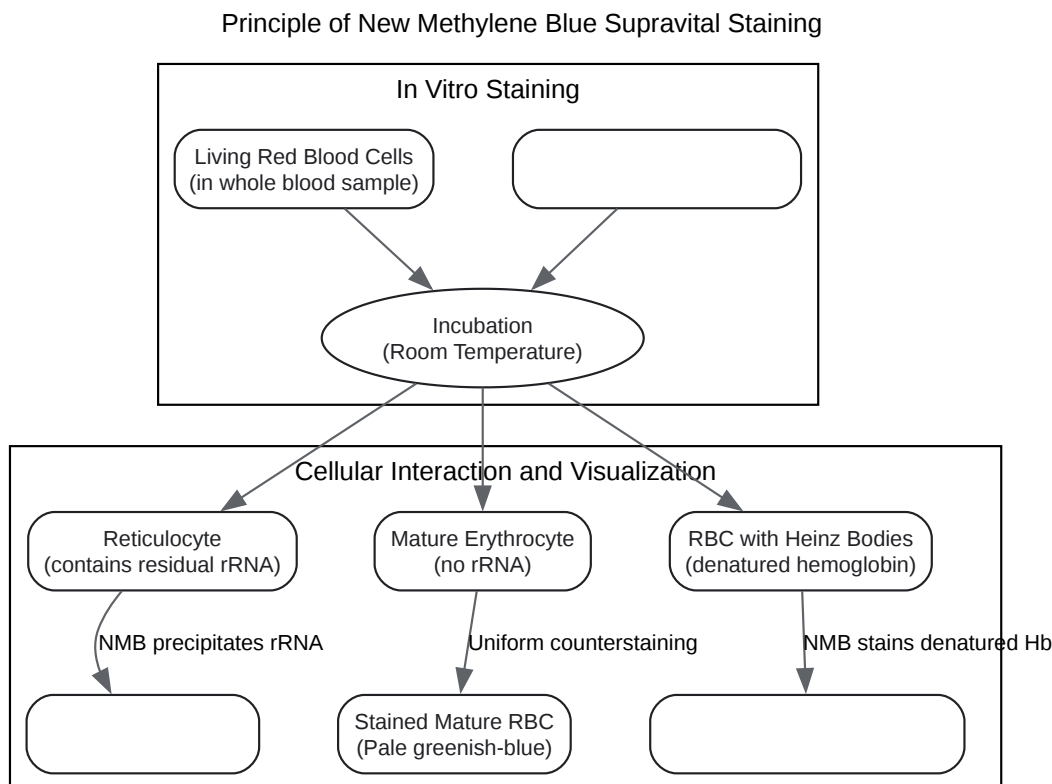 Principle of New Methylene Blue Supravital Staining
In Vitro Staining
Living Red Blood Cells
(in whole blood sample)
Incubation
(Room Temperature)
Cellular Interaction and Visualization
Reticulocyte
(contains residual rRNA)
Mature Erythrocyte
(no rRNA)
RBC with Heinz Bodies
(denatured hemoglobin)
NMB precipitates rRNA
Uniform counterstaining
NMB stains denatured Hb
Stained Mature RBC
(Pale greenish-blue)